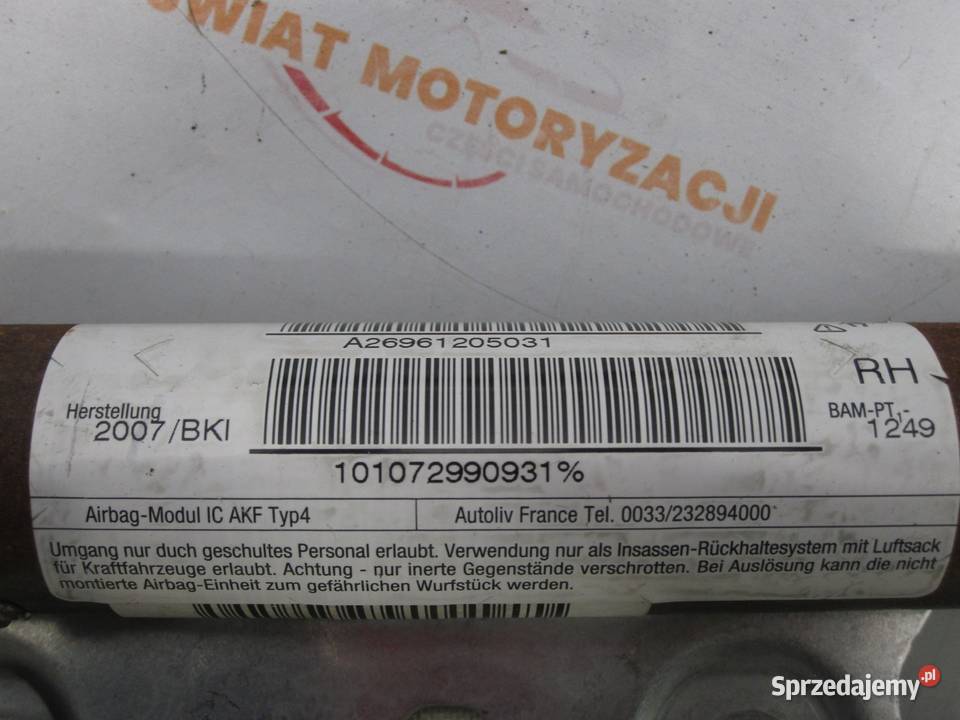 ŚWIAT MOTORYZACJI
CZĘŚCI SAMOCHODOWE
A26961205031
RH
Herstellung
2007/BKI
BAM-PT1-
1249
101072990931%
Airbag-Modul IC AKF Typ4
Autoliv France Tel. 0033/232894000
Umgang nur duch geschultes Personal erlaubt. Verwendung nur als Insassen-Rückhaltesystem mit Luftsack
für Kraftfahrzeuge erlaubt. Achtung - nur inerte Gegenstände verschrotten. Bei Auslösung kann die nicht
montierte Airbag-Einheit zum gefährlichen Wurfstück werden.
Sprzedajemy.pl